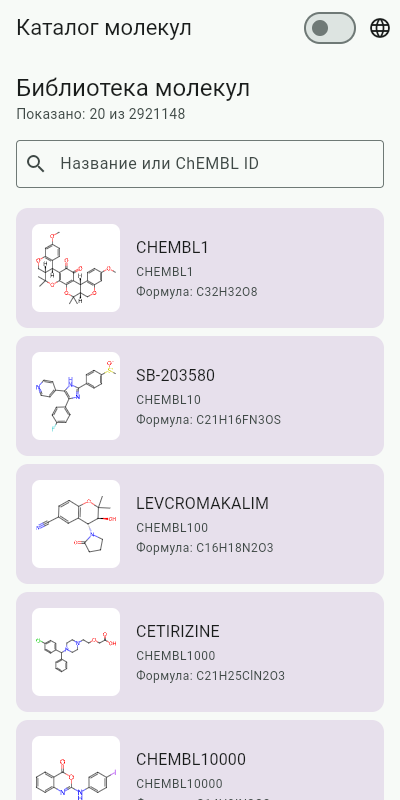 Каталог молекул
Библиотека молекул
Показано: 20 из 2921148
Название или ChEMBL ID
CHEMBL1
CHEMBL1
Формула: C32H32O8
SB-203580
CHEMBL10
Формула: C21H16FN3OS
LEVCROMAKALIM
CHEMBL100
Формула: C16H18N2O3
CETIRIZINE
CHEMBL1000
Формула: C21H25ClN2O3
CHEMBL10000
CHEMBL10000